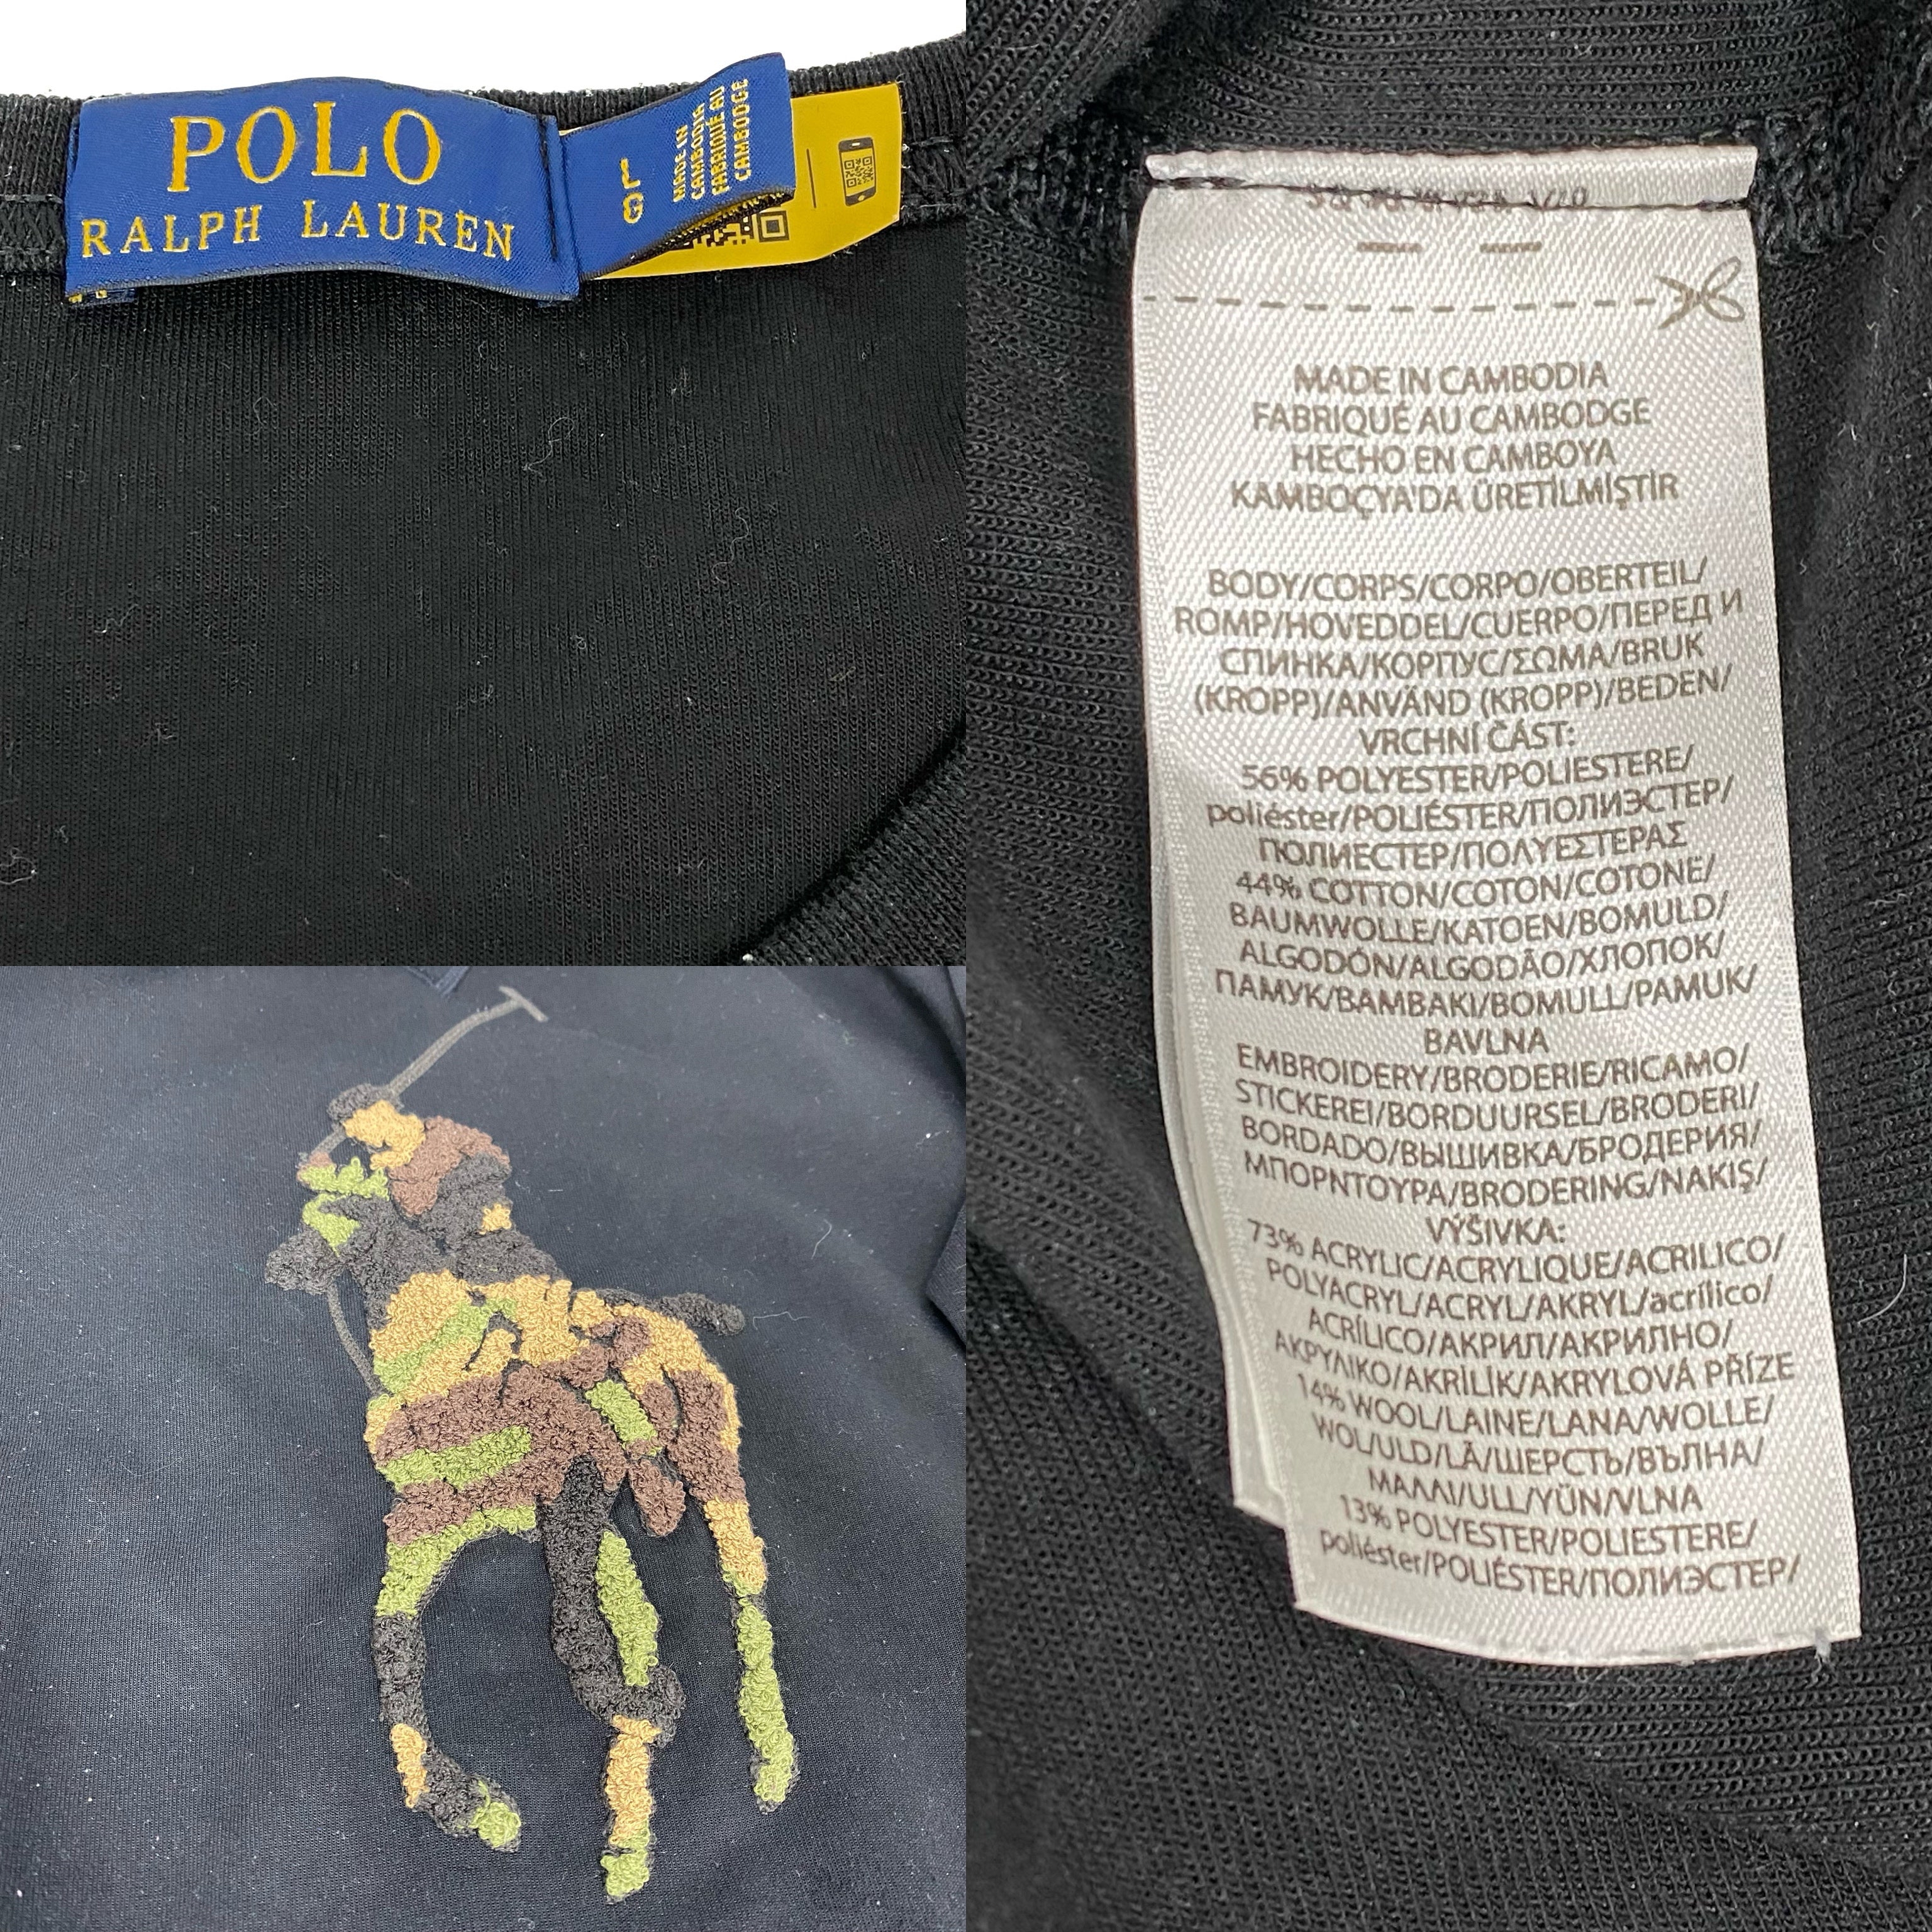 POLO
RALPH LAUREN
L
MADE IN
CAMBODIA
FABRIQUÉ AU
CAMBODGE
MADE IN CAMBODIA
FABRIQUÉ AU CAMBODGE
HECHO EN CAMBOYA
KAMBOÇYA'DA ÜRETİLMİŞTİR
BODY/CORPS/CORPO/OBERTEIL/
ROMP/HOVEDDEL/CUERPO/ПЕРЕД И
СПИНКА/КОРПУС/ΣΩΜΑ/BRUK
(KROPP)/ANVÄND (KROPP)/BEDEN/
VRCHNÍ ČÁST:
56% POLYESTER/POLIESTERE/
poliéster/POLIÉSTER/ПОЛИЭСТЕР/
ПОЛИЕСТЕР/ΠΟΛΥΕΣΤΕΡΑΣ
44% COTTON/COTON/COTONE/
BAUMWOLLE/KATOEN/BOMULD/
ALGODÓN/ALGODÃO/ХЛОПОК/
ПАМУК/ΒΑΜΒΑΚΙ/BOMULL/PAMUK/
BAVLNA
EMBROIDERY/BRODERIE/RICAMO/
STICKEREI/BORDUURSEL/BRODERI/
BORDADO/ВЫШИВКА/БРОДЕРИЯ/
ΜΠΟΡΝΤΟΥΡΑ/BRODERING/NAKIŞ/
VÝŠIVKA:
73% ACRYLIC/ACRYLIQUE/ACRILICO/
POLYACRYL/ACRYL/AKRYL/acrílico/
ACRÍLICO/АКРИЛ/АКРИЛНО/
ΑΚΡΥΛΙΚΟ/AKRİLİK/AKRYLOVÁ PŘÍZE
14% WOOL/LAINE/LANA/WOLLE/
WOL/ULD/LÃ/ШЕРСТЬ/ВЪЛНА/
ΜΑΛΛΙ/ULL/YÜN/VLNA
13% POLYESTER/POLIESTERE/
poliéster/POLIÉSTER/ПОЛИЭСТЕР/